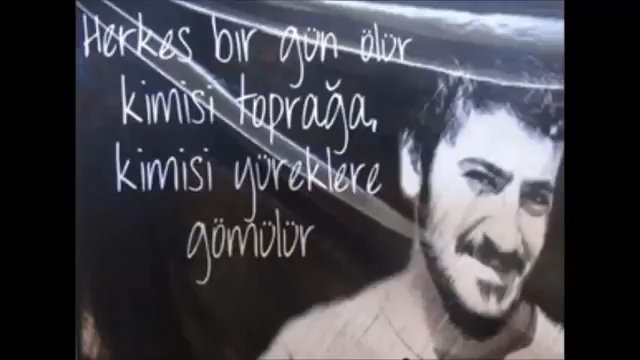 Herkes bir gün ölür
kimisi toprağa,
kimisi yüreklere
gömülür